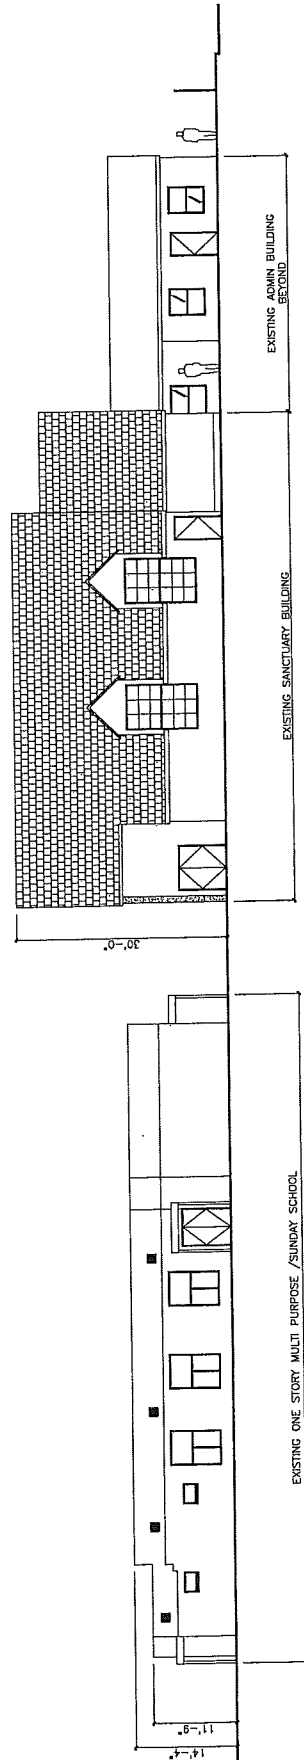 14'-4"
11'-9"
EXISTING ONE STORY MULTI PURPOSE /SUNDAY SCHOOL
30'-0"
EXISTING SANCTUARY BUILDING
EXISTING ADMIN BUILDING
BEYOND